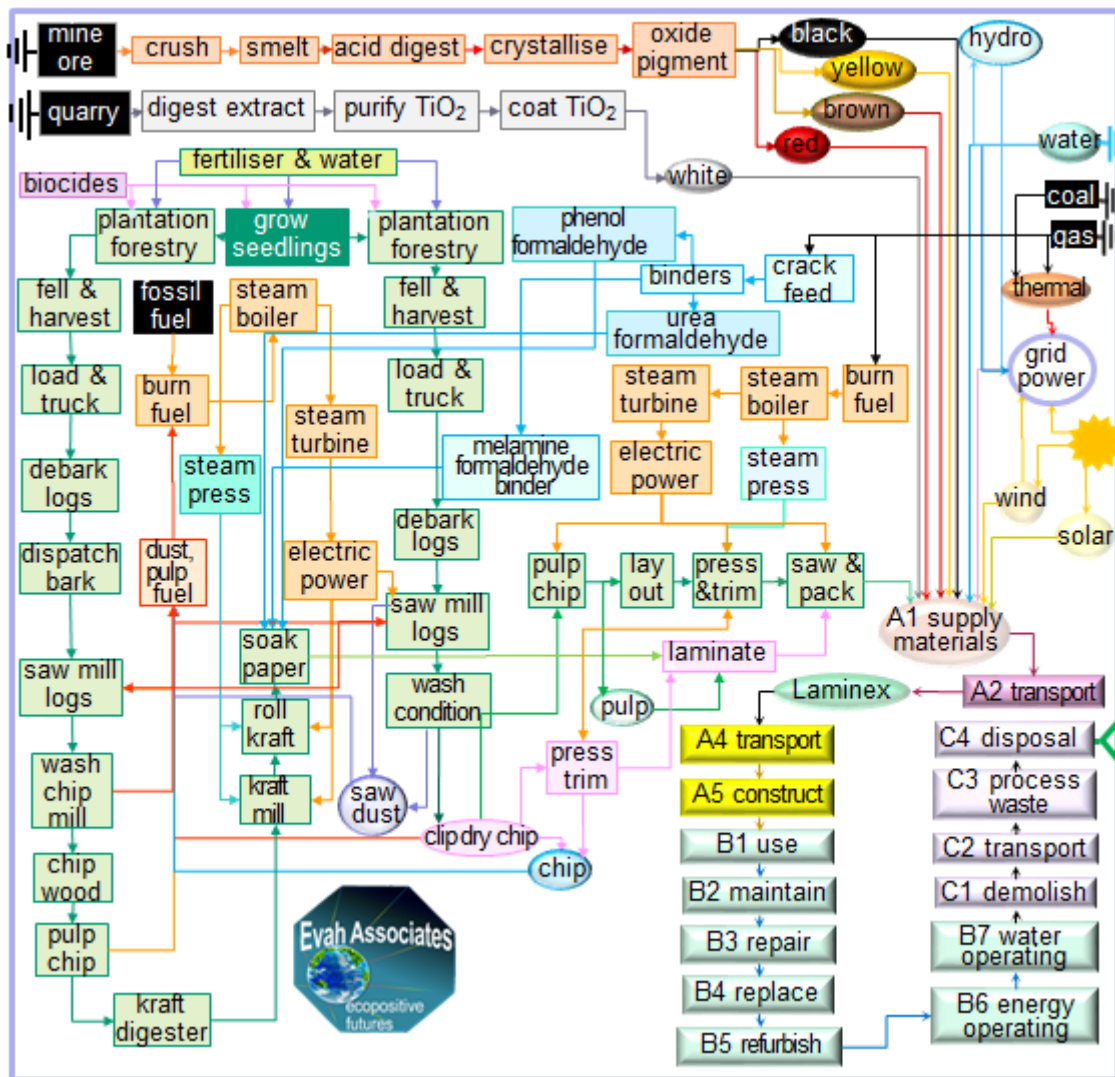 mine
ore
crush
smelt
acid digest
crystallise
oxide
pigment
black
yellow
brown
red
hydro
quarry
digest extract
purify TiO₂
coat TiO₂
white
water
fertiliser & water
biocides
plantation
forestry
grow
seedlings
plantation
forestry
phenol
formaldehyde
binders
crack
feed
coal
gas
thermal
fell &
harvest
fossil
fuel
steam
boiler
fell &
harvest
urea
formaldehyde
grid
power
load &
truck
burn
fuel
steam
turbine
load &
truck
steam
turbine
steam
boiler
burn
fuel
debark
logs
steam
press
melamine
formaldehyde
binder
electric
power
steam
press
wind
solar
dispatch
bark
dust,
pulp
fuel
electric
power
debark
logs
pulp
chip
lay
out
press
&trim
saw &
pack
saw mill
logs
soak
paper
saw mill
logs
laminate
A1 supply
materials
roll
kraft
wash
condition
pulp
Laminex
A2 transport
wash
chip
mill
kraft
mill
saw
dust
press
trim
A4 transport
C4 disposal
clip dry chip
chip
A5 construct
C3 process
waste
chip
wood
B1 use
C2 transport
B2 maintain
C1 demolish
pulp
chip
Evah Associates
ecopositive
futures
B3 repair
B7 water
operating
kraft
digester
B4 replace
B6 energy
operating
B5 refurbish